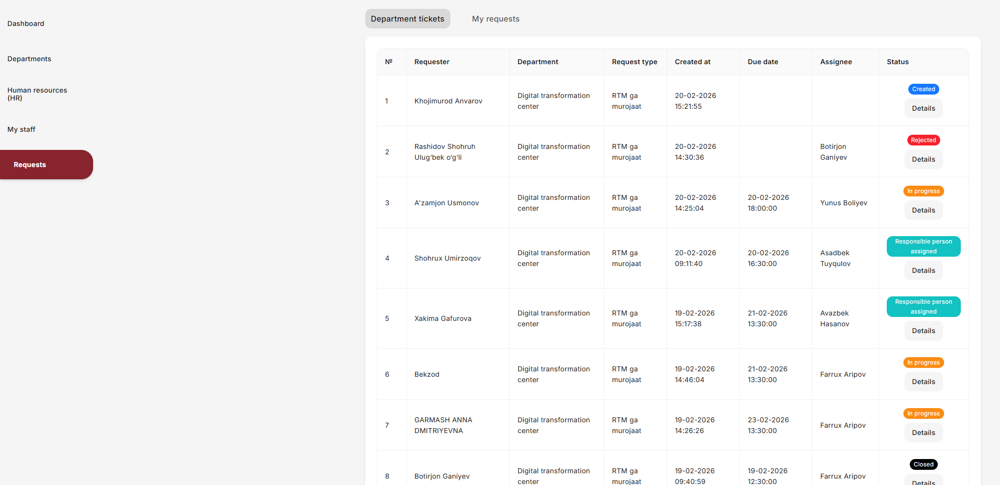 Dashboard
Departments
Human resources
(HR)
My staff
Requests
Department tickets
My requests
№ Requester Department Request type Created at Due date Assignee Status
1 Khojimurod Anvarov Digital transformation center RTM ga murojaat 20-02-2026 15:21:55 Created Details
2 Rashidov Shohruh Ulug‘bek o‘g‘li Digital transformation center RTM ga murojaat 20-02-2026 14:30:36 Botirjon Ganiyev Rejected Details
3 A'zamjon Usmonov Digital transformation center RTM ga murojaat 20-02-2026 14:25:04 20-02-2026 18:00:00 Yunus Boliyev In progress Details
4 Shohrux Umirzoqov Digital transformation center RTM ga murojaat 20-02-2026 09:11:40 20-02-2026 16:30:00 Asadbek Tuyqulov Responsible person assigned Details
5 Xakima Gafurova Digital transformation center RTM ga murojaat 19-02-2026 15:17:38 21-02-2026 13:30:00 Avazbek Hasanov Responsible person assigned Details
6 Bekzod Digital transformation center RTM ga murojaat 19-02-2026 14:46:04 21-02-2026 13:30:00 Farrux Aripov In progress Details
7 GARMASH ANNA DMITRIYEVNA Digital transformation center RTM ga murojaat 19-02-2026 14:26:26 23-02-2026 13:30:00 Farrux Aripov In progress Details
8 Botirjon Ganiyev Digital transformation center RTM ga murojaat 19-02-2026 09:40:59 19-02-2026 12:30:00 Farrux Aripov Closed Details